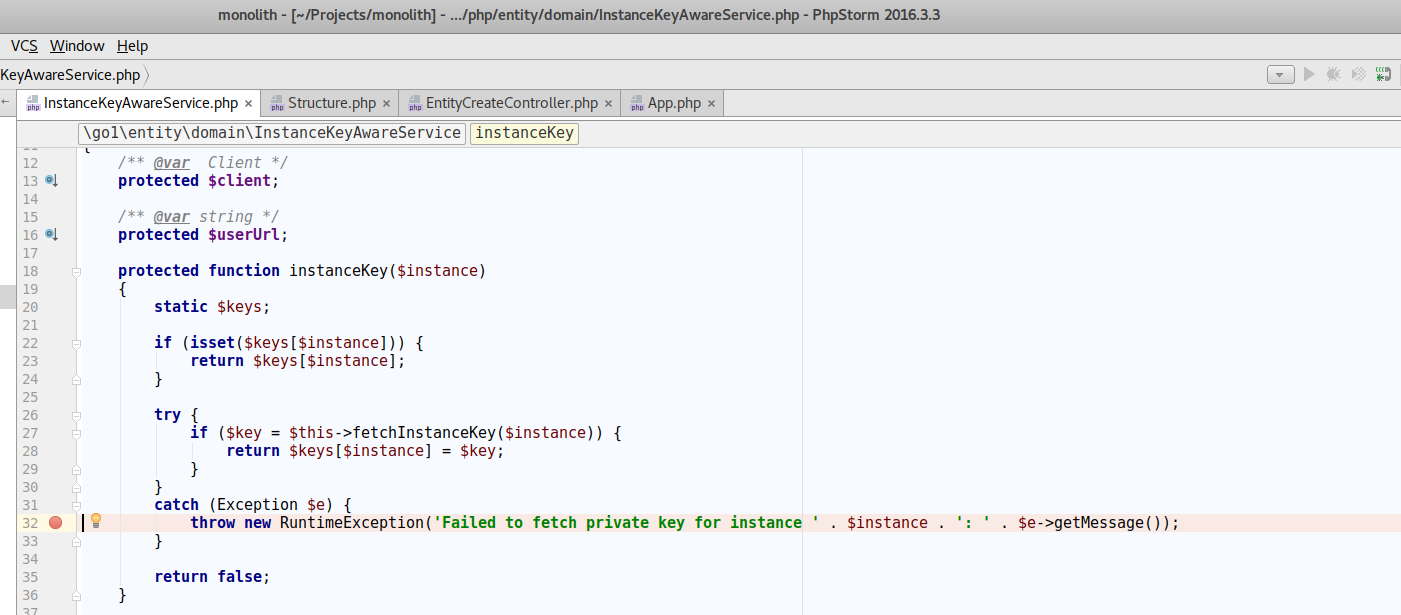 monolith - [~/Projects/monolith] - .../php/entity/domain/InstanceKeyAwareService.php - PhpStorm 2016.3.3
VCS Window Help
KeyAwareService.php
InstanceKeyAwareService.php × Structure.php × EntityCreateController.php × App.php ×
\go1\entity\domain\InstanceKeyAwareService instanceKey
11 {
12 /** @var  Client */
13 protected $client;
14
15 /** @var string */
16 protected $userUrl;
17
18 protected function instanceKey($instance)
19 {
20 static $keys;
21
22 if (isset($keys[$instance])) {
23 return $keys[$instance];
24 }
25
26 try {
27 if ($key = $this->fetchInstanceKey($instance)) {
28 return $keys[$instance] = $key;
29 }
30 }
31 catch (Exception $e) {
32 throw new RuntimeException('Failed to fetch private key for instance ' . $instance . ': ' . $e->getMessage());
33 }
34
35 return false;
36 }
37